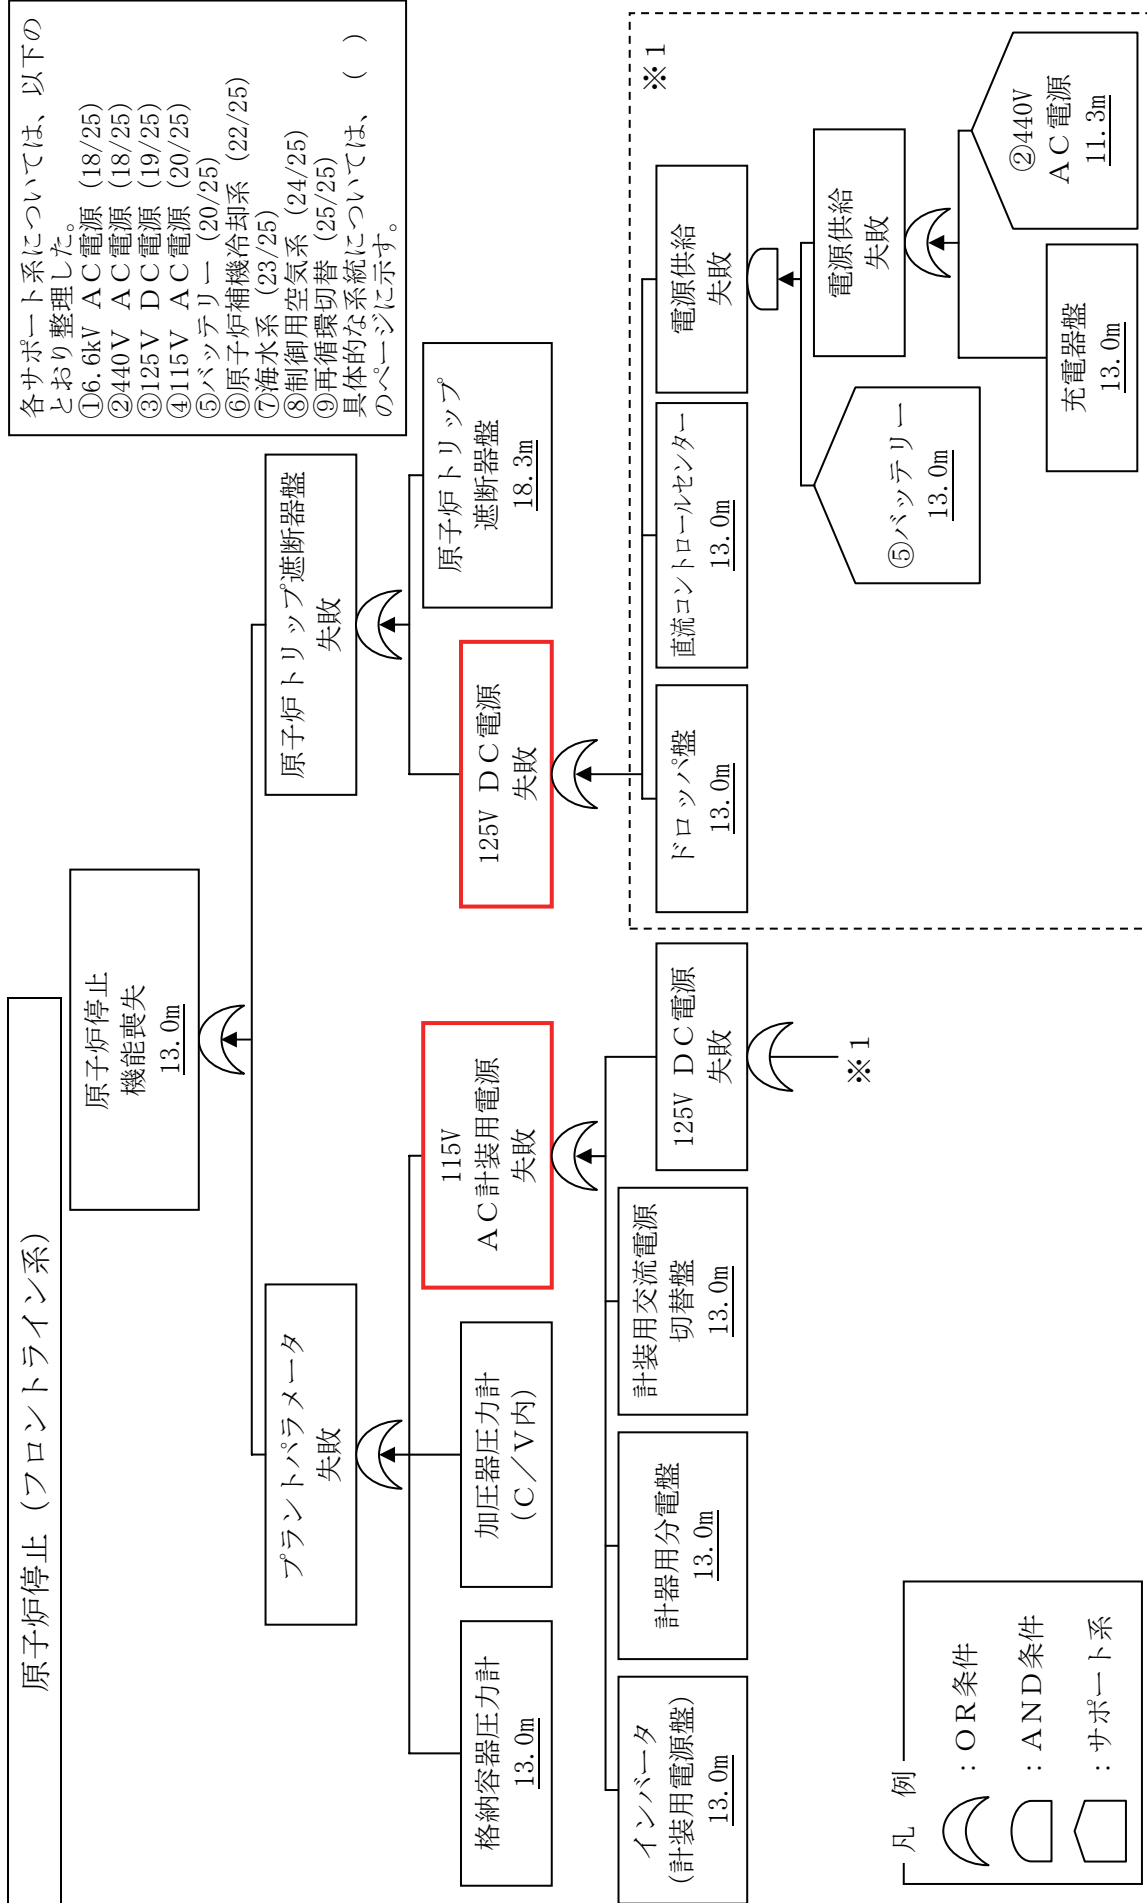 原子炉停止（フロントライン系）
各サポート系については、以下の
とおり整理した。
①6.6kV AC電源（18/25）
②440V AC電源（18/25）
③125V DC電源（19/25）
④115V AC電源（20/25）
⑤バッテリー（20/25）
⑥原子炉補機冷却系（22/25）
⑦海水系（23/25）
⑧制御用空気系（24/25）
⑨再循環切替（25/25）
具体的な系統については、（　）
のページに示す。
原子炉停止
機能喪失
13.0m
プラントパラメータ
失敗
原子炉トリップ遮断器盤
失敗
格納容器圧力計
13.0m
加圧器圧力計
（C／V内）
115V
AC計装用電源
失敗
125V DC電源
失敗
原子炉トリップ
遮断器盤
18.3m
インバータ
(計装用電源盤)
13.0m
計器用分電盤
13.0m
計装用交流電源
切替盤
13.0m
125V DC電源
失敗
※1
ドロッパ盤
13.0m
直流コントロールセンター
13.0m
電源供給
失敗
※1
⑤バッテリー
13.0m
電源供給
失敗
充電器盤
13.0m
②440V
AC電源
11.3m
凡　例
：OR条件
：AND条件
：サポート系